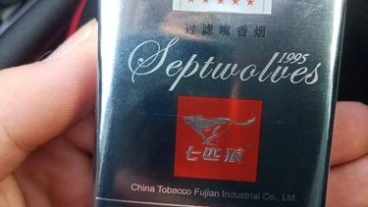 过滤嘴香烟
1995
Septwolves
七匹狼
China Tobacco Fujian Industrial Co., Ltd.